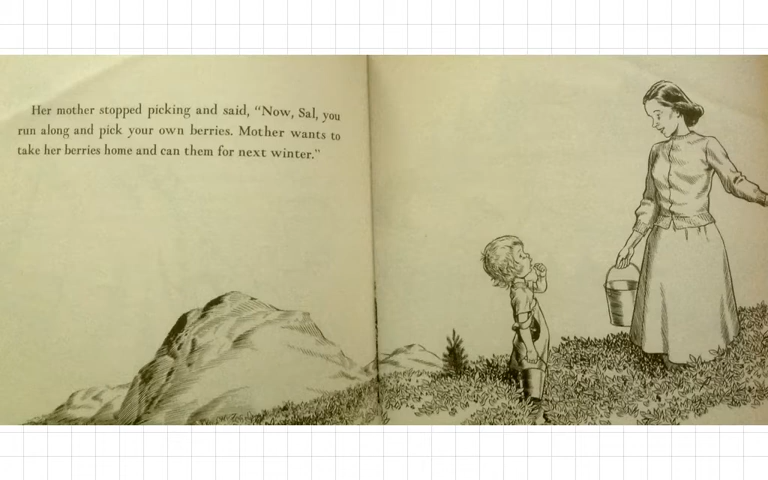 Her mother stopped picking and said, "Now, Sal, you
run along and pick your own berries. Mother wants to
take her berries home and can them for next winter."